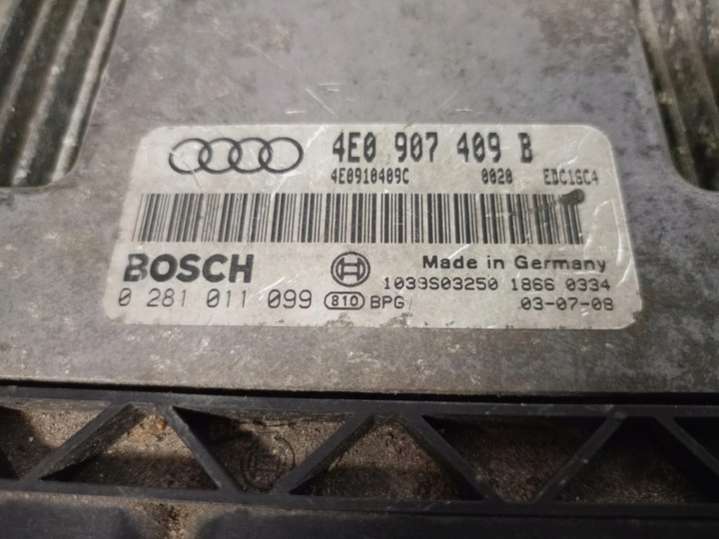 4E0 907 409 B
4E0910409C 0020 EDC16C4
BOSCH
Made in Germany
1039S03250 1866 0334
0 281 011 099 810 BPG 03-07-08